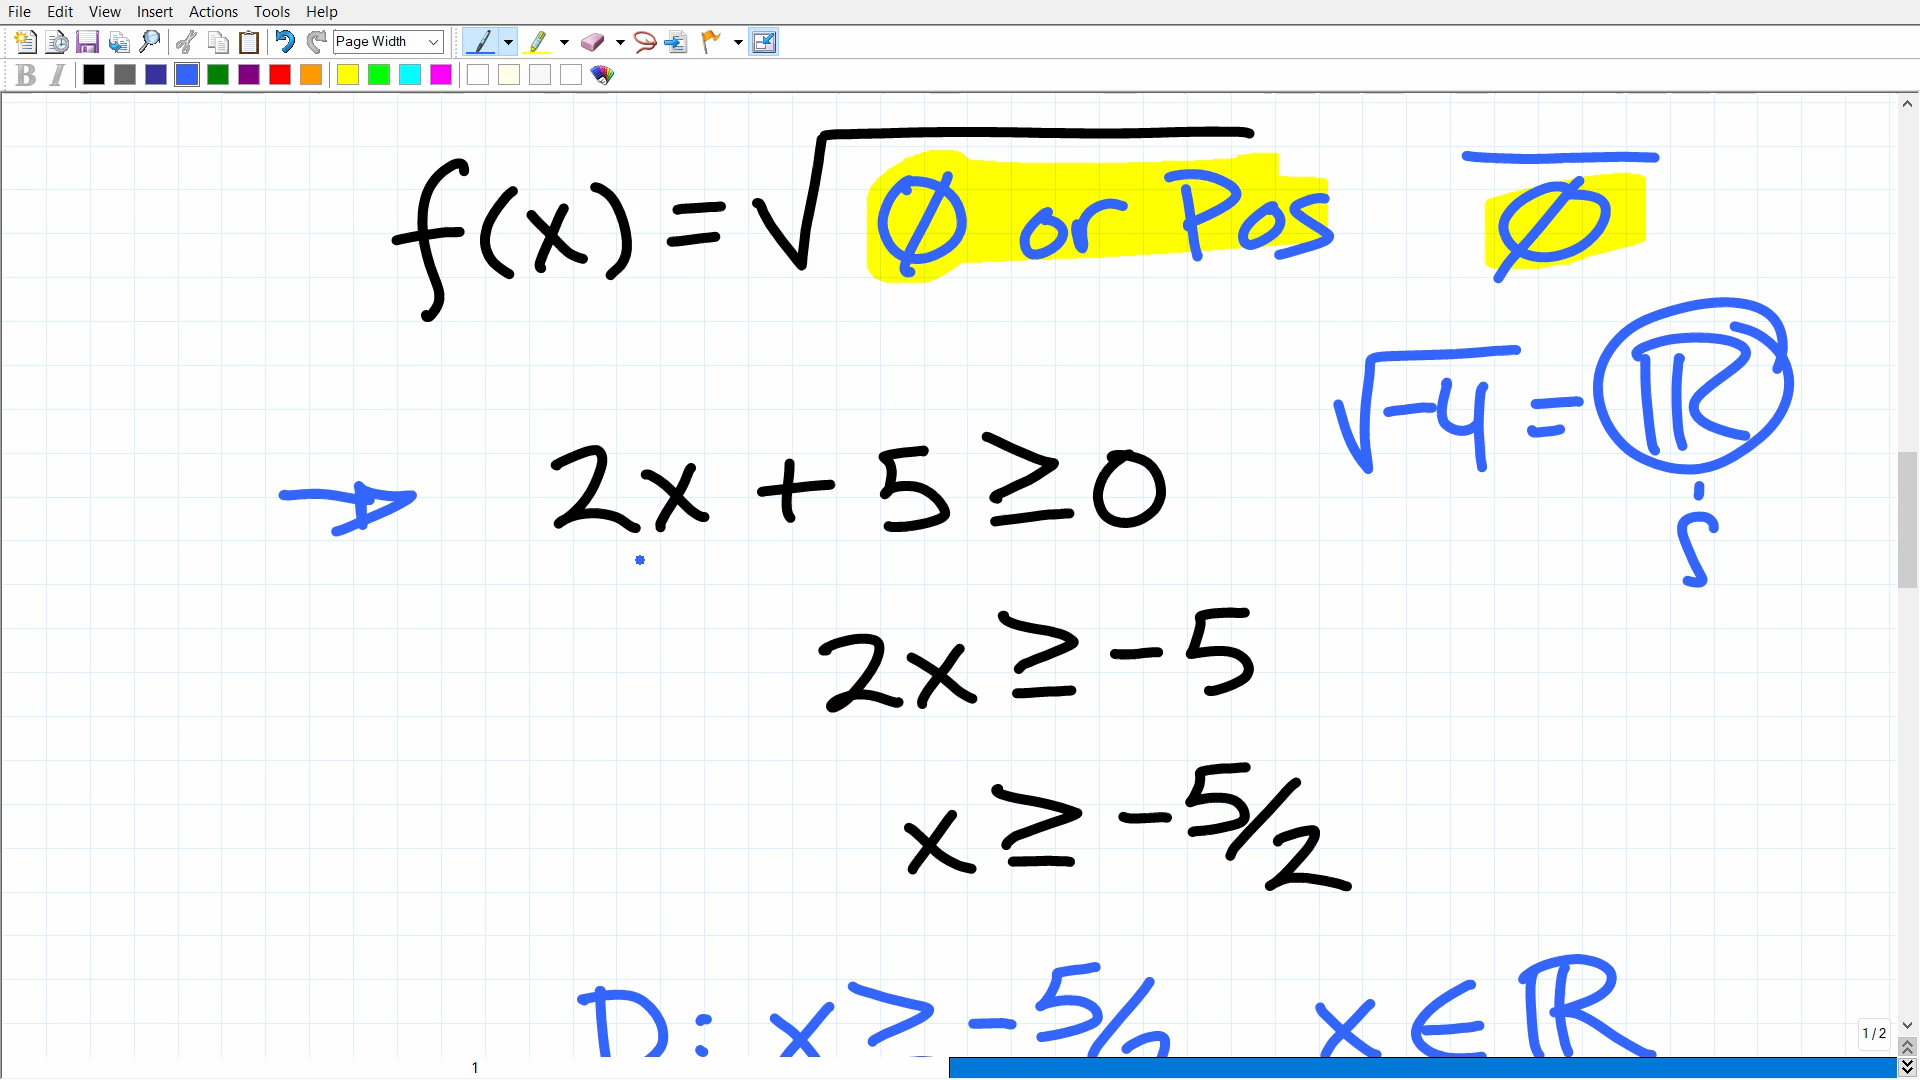 File Edit View Insert Actions Tools Help
Page Width
B I
f(x) = √ Ø or Pos
Ø
√-4 = ℝ
2x + 5 ≥ 0
2x ≥ -5
x ≥ -5/2
D: x ≥ -5/2 x ∈ ℝ
1 / 2
1